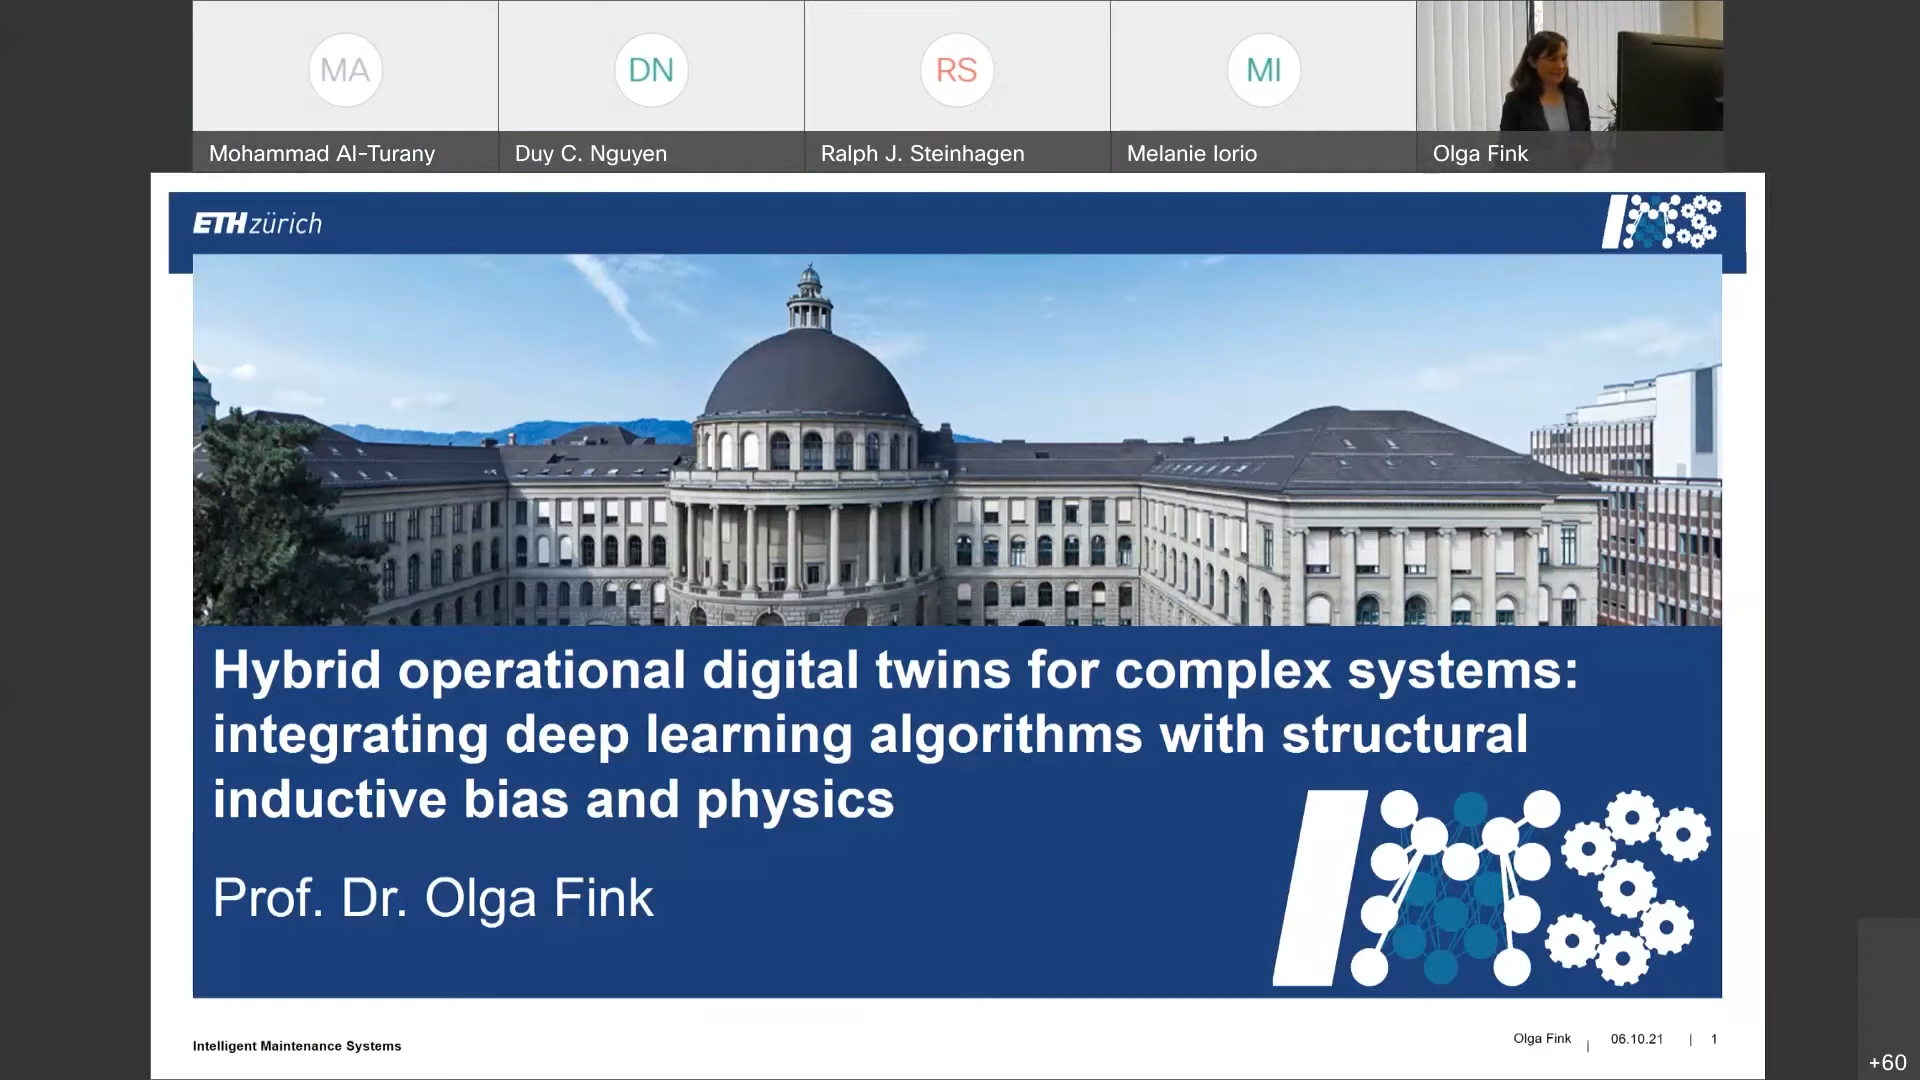 MA
DN
RS
MI
Mohammad Al-Turany
Duy C. Nguyen
Ralph J. Steinhagen
Melanie Iorio
Olga Fink
ETH zürich
IMS
Hybrid operational digital twins for complex systems:
integrating deep learning algorithms with structural
inductive bias and physics
Prof. Dr. Olga Fink
IMS
Intelligent Maintenance Systems
Olga Fink | 06.10.21 | 1
+60